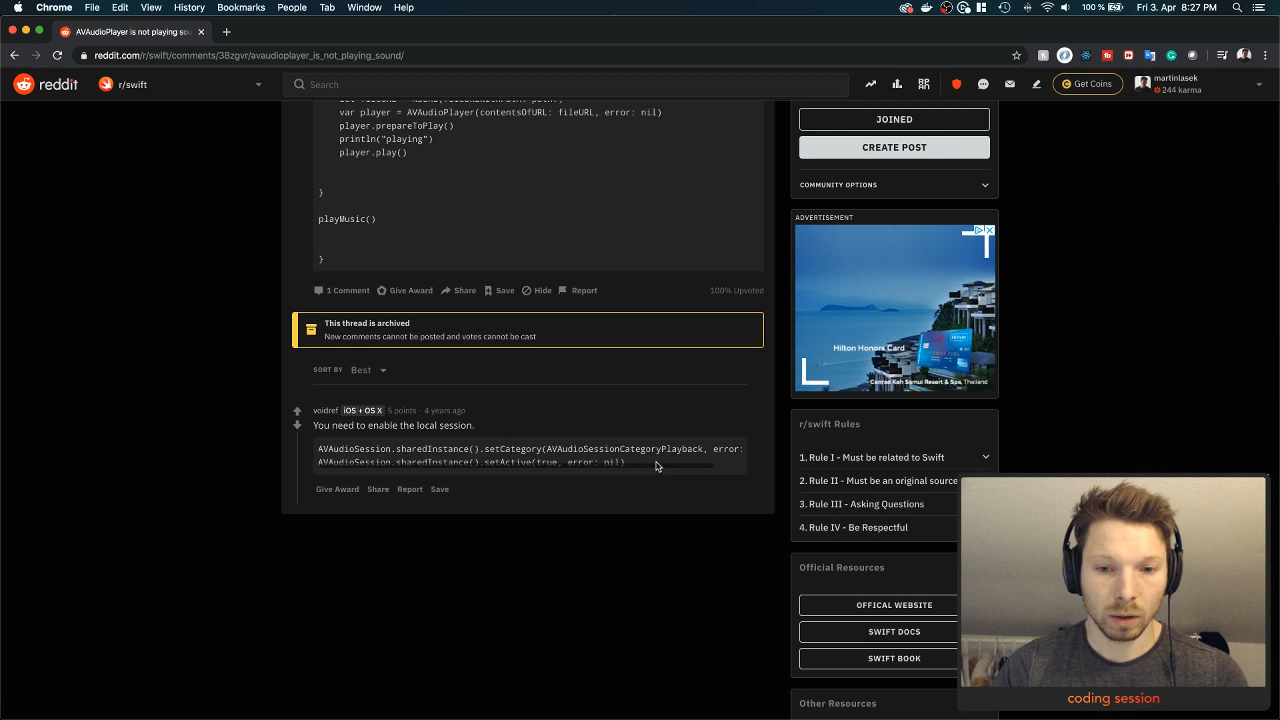 Chrome File Edit View History Bookmarks People Tab Window Help
100 % Fri 3. Apr 8:27 PM
AVAudioPlayer is not playing sou
reddit.com/r/swift/comments/38zgvr/avaudioplayer_is_not_playing_sound/
reddit r/swift Search Get Coins martinlasek
244 karma
var player = AVAudioPlayer(contentsOfURL: fileURL, error: nil)
player.prepareToPlay()
println("playing")
player.play()
}
playMusic()
}
1 Comment Give Award Share Save Hide Report 100% Upvoted
This thread is archived
New comments cannot be posted and votes cannot be cast
SORT BY Best
voidref iOS + OS X 5 points · 4 years ago
You need to enable the local session.
AVAudioSession.sharedInstance().setCategory(AVAudioSessionCategoryPlayback, error:
AVAudioSession.sharedInstance().setActive(true, error: nil)
Give Award Share Report Save
JOINED
CREATE POST
COMMUNITY OPTIONS
ADVERTISEMENT
Hilton Honors Card
Conrad Koh Samui Resort & Spa, Thailand
r/swift Rules
1. Rule I - Must be related to Swift
2. Rule II - Must be an original source
3. Rule III - Asking Questions
4. Rule IV - Be Respectful
Official Resources
OFFICAL WEBSITE
SWIFT DOCS
SWIFT BOOK
Other Resources
coding session